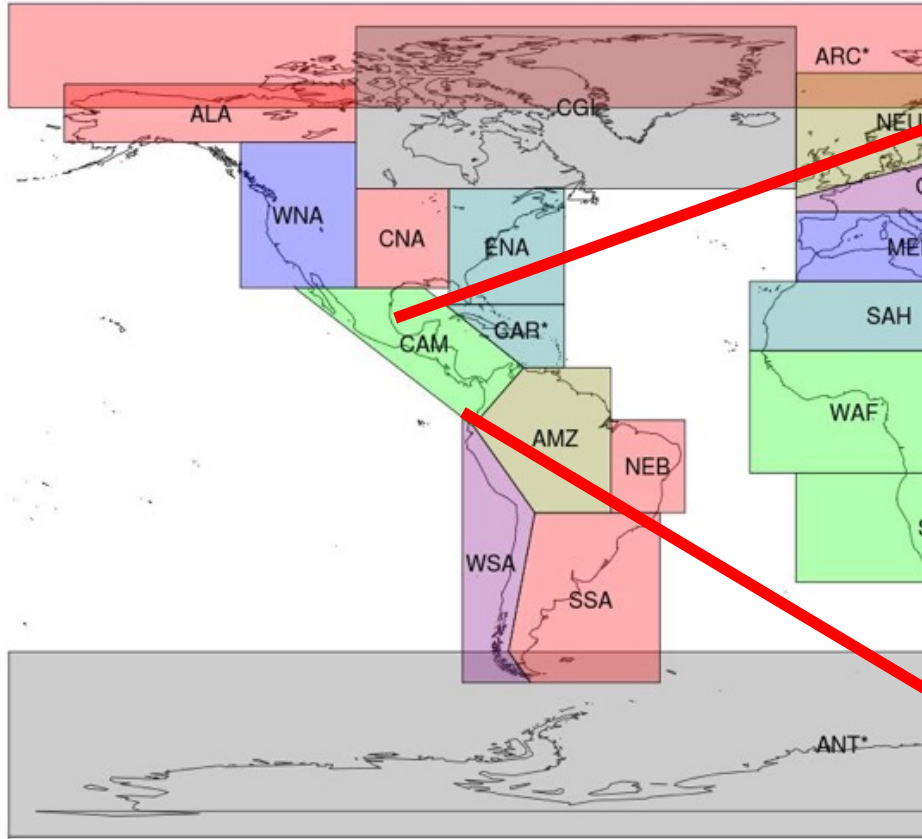 ARC*
ALA
CGI
NEU
WNA
CNA
ENA
CAM
CAR*
SAH
WAF
AMZ
NEB
WSA
SSA
ANT*